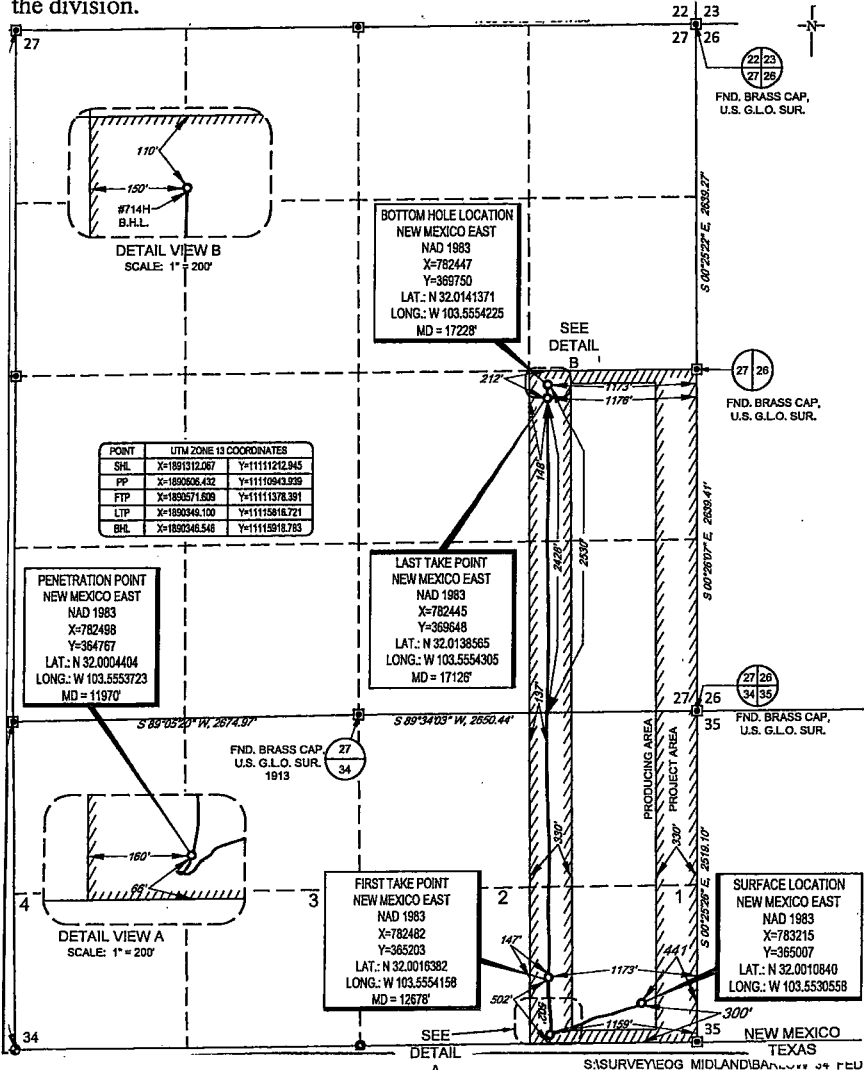 the division.
22 23
27 26
27
N
22 23
27 26
FND. BRASS CAP,
U.S. G.L.O. SUR.
110'
150'
#714H
B.H.L.
DETAIL VIEW B
SCALE: 1" = 200'
S 00°25'22" E, 2639.27'
BOTTOM HOLE LOCATION
NEW MEXICO EAST
NAD 1983
X=782447
Y=369750
LAT.: N 32.0141371
LONG.: W 103.5554225
MD = 17228'
SEE
DETAIL
B
27 26
FND. BRASS CAP,
U.S. G.L.O. SUR.
212'
1173'
1176'
148'
2428'
2530'
S 00°26'07" E, 2639.41'
POINT UTM ZONE 13 COORDINATES
SHL X=1891312.067 Y=11111212.945
PP X=1890606.432 Y=11110943.939
FTP X=1890571.609 Y=11111378.391
LTP X=1890349.100 Y=11115816.721
BHL X=1890346.546 Y=11115918.763
PENETRATION POINT
NEW MEXICO EAST
NAD 1983
X=782498
Y=364767
LAT.: N 32.0004404
LONG.: W 103.5553723
MD = 11970'
LAST TAKE POINT
NEW MEXICO EAST
NAD 1983
X=782445
Y=369648
LAT.: N 32.0138565
LONG.: W 103.5554305
MD = 17126'
137'
27 26
34 35
27 26
35
FND. BRASS CAP,
U.S. G.L.O. SUR.
S 89°05'20" W, 2674.97'
S 89°34'03" W, 2650.44'
FND. BRASS CAP,
U.S. G.L.O. SUR.
1913
27
34
PRODUCING AREA
PROJECT AREA
330'
330'
S 00°25'26" E, 2519.10'
160'
66'
DETAIL VIEW A
SCALE: 1" = 200'
4
3
2
1
FIRST TAKE POINT
NEW MEXICO EAST
NAD 1983
X=782482
Y=365203
LAT.: N 32.0016382
LONG.: W 103.5554158
MD = 12678'
SURFACE LOCATION
NEW MEXICO EAST
NAD 1983
X=783215
Y=365007
LAT.: N 32.0010840
LONG.: W 103.5530558
147'
1173'
441'
502'
300'
1159'
34
SEE
DETAIL
35
NEW MEXICO
TEXAS